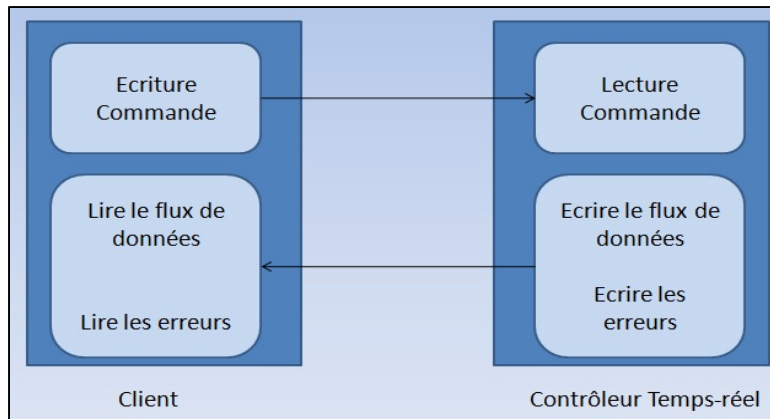 Ecriture
Commande
Lire le flux de
données
Lire les erreurs
Client
Lecture
Commande
Ecrire le flux de
données
Ecrire les
erreurs
Contrôleur Temps-réel